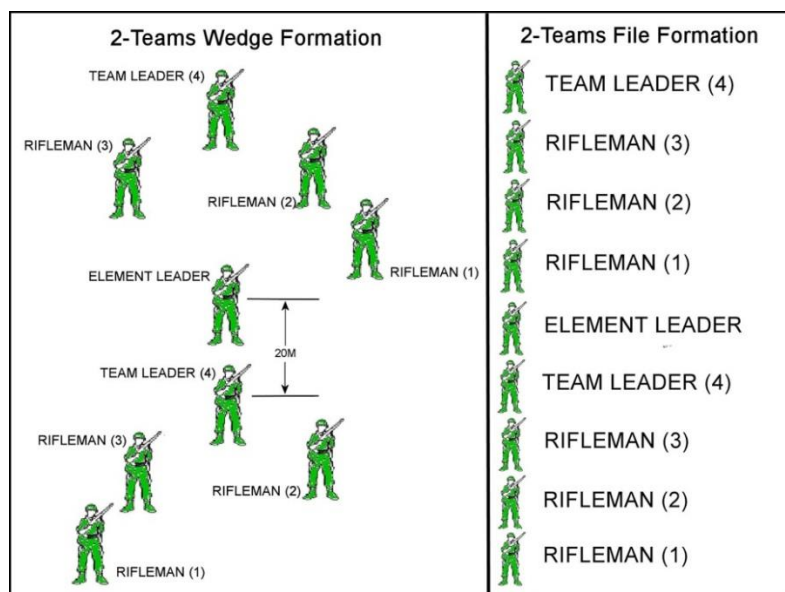 2-Teams Wedge Formation
TEAM LEADER (4)
RIFLEMAN (3)
RIFLEMAN (2)
RIFLEMAN (1)
ELEMENT LEADER
20M
TEAM LEADER (4)
RIFLEMAN (3)
RIFLEMAN (2)
RIFLEMAN (1)
2-Teams File Formation
TEAM LEADER (4)
RIFLEMAN (3)
RIFLEMAN (2)
RIFLEMAN (1)
ELEMENT LEADER
TEAM LEADER (4)
RIFLEMAN (3)
RIFLEMAN (2)
RIFLEMAN (1)